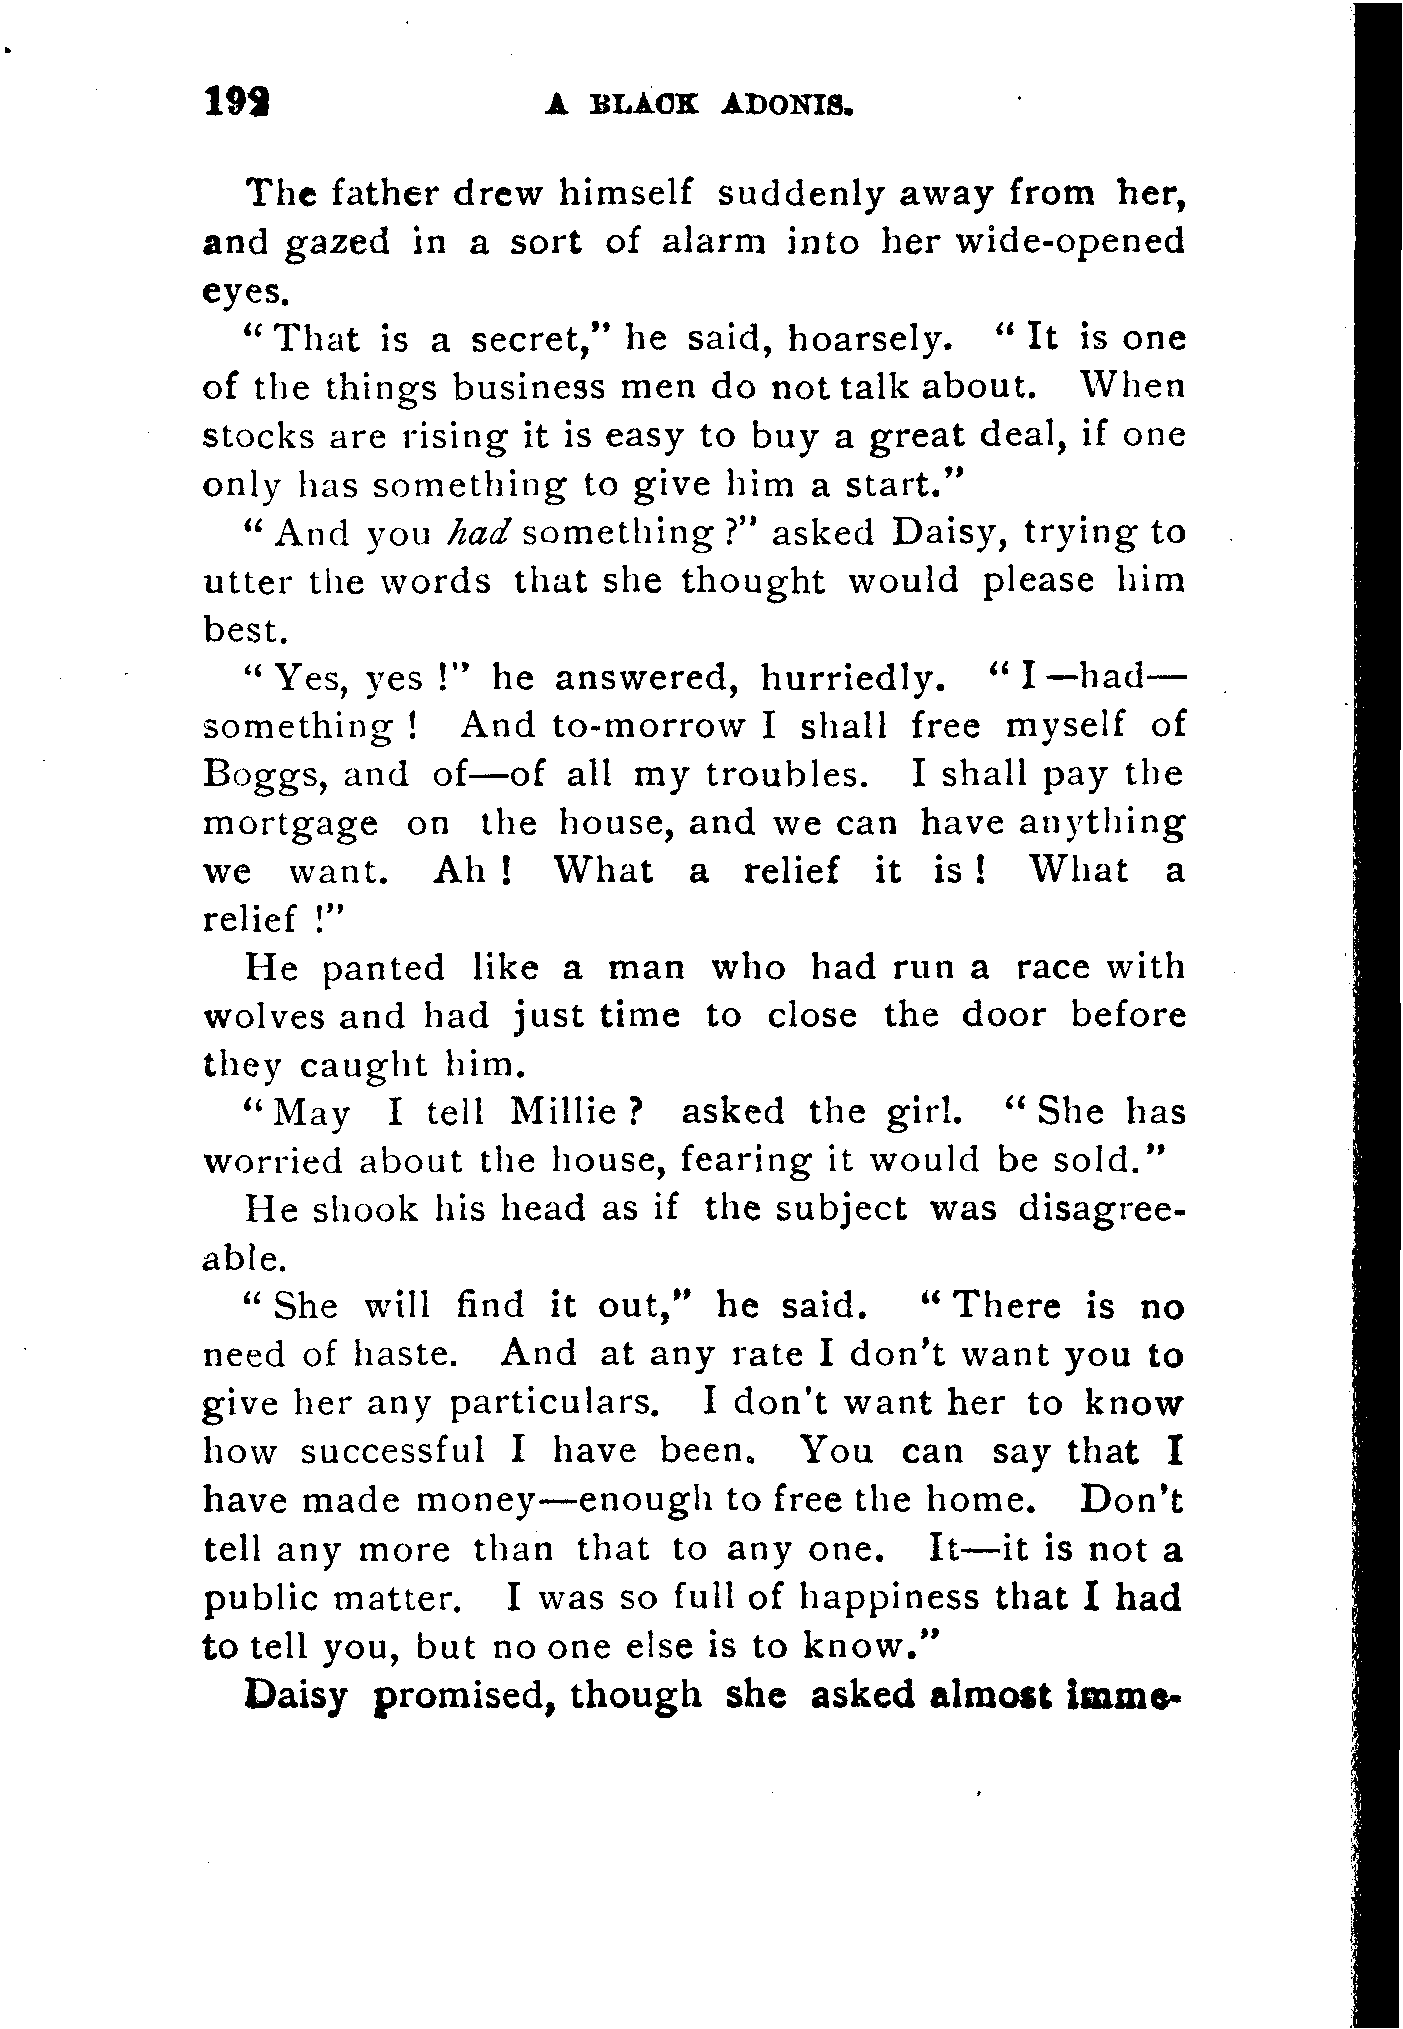 192 A BLACK ADONIS.
The father drew himself suddenly away from her,
and gazed in a sort of alarm into her wide-opened
eyes.
“ That is a secret,” he said, hoarsely. “ It is one
of the things business men do not talk about. When
stocks are rising it is easy to buy a great deal, if one
only has something to give him a start.”
“ And you had something ?” asked Daisy, trying to
utter the words that she thought would please him
best.
“ Yes, yes !” he answered, hurriedly. “ I—had—
something ! And to-morrow I shall free myself of
Boggs, and of—of all my troubles. I shall pay the
mortgage on the house, and we can have anything
we want. Ah ! What a relief it is ! What a
relief !”
He panted like a man who had run a race with
wolves and had just time to close the door before
they caught him.
“ May I tell Millie ? asked the girl. “ She has
worried about the house, fearing it would be sold.”
He shook his head as if the subject was disagree-
able.
“ She will find it out,” he said. “ There is no
need of haste. And at any rate I don’t want you to
give her any particulars. I don’t want her to know
how successful I have been. You can say that I
have made money—enough to free the home. Don’t
tell any more than that to any one. It—it is not a
public matter. I was so full of happiness that I had
to tell you, but no one else is to know.”
Daisy promised, though she asked almost imme-